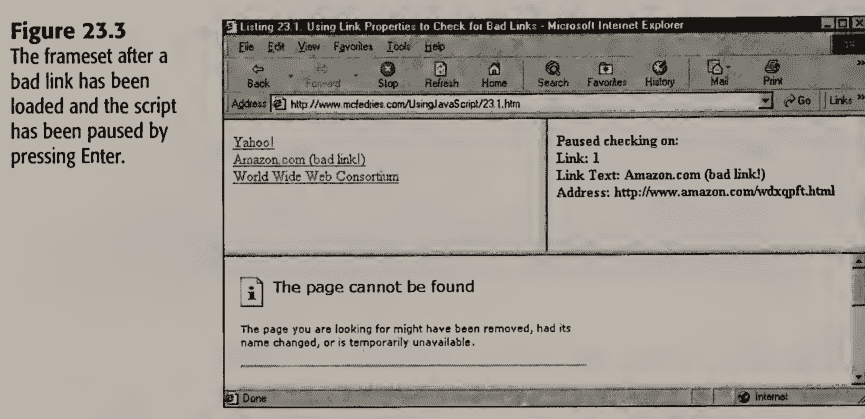 Figure 23.3
The frameset after a
bad link has been
loaded and the script
has been paused by
pressing Enter.
Listing 23.1. Using Link Properties to Check for Bad Links - Microsoft Internet Explorer
File Edit View Favorites Tools Help
Back Forward Stop Refresh Home Search Favorites History Mail Print
Address http://www.mcfedries.com/UsingJavaScript/23.1.htm Go Links
Yahoo!
Amazon.com (bad link!)
World Wide Web Consortium
Paused checking on:
Link: 1
Link Text: Amazon.com (bad link!)
Address: http://www.amazon.com/wdxqpft.html
The page cannot be found
The page you are looking for might have been removed, had its
name changed, or is temporarily unavailable.
Done Internet